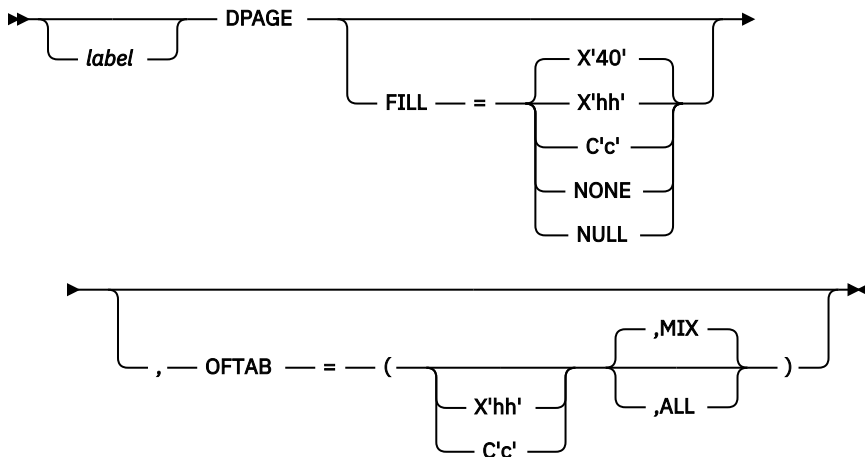 DPAGE
label
X'40'
FILL = X'hh'
C'c'
NONE
NULL
,MIX
, OFTAB = ( )
X'hh' ,ALL
C'c'